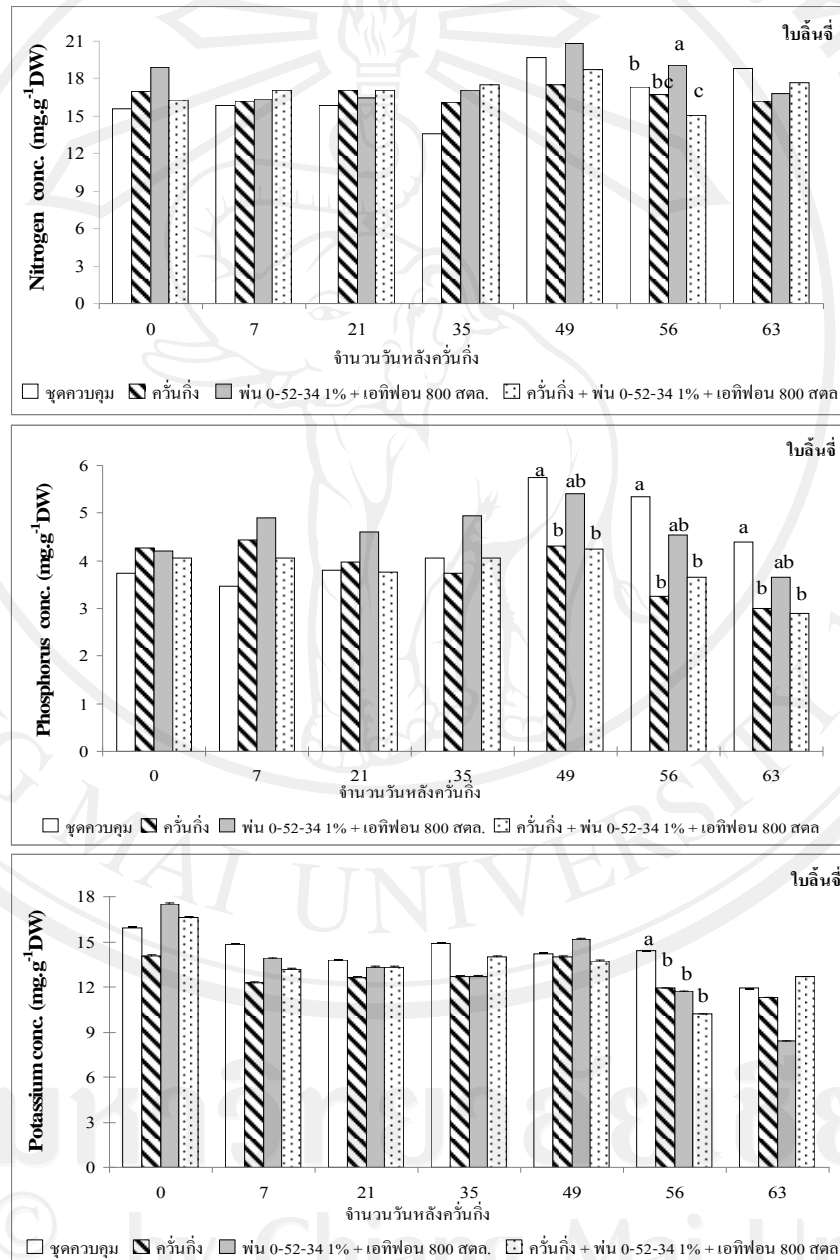 ใบลิ้นจี่
Nitrogen conc. (mg.g-1DW)
21
18
15
12
9
6
3
0
b
bc
a
c
0 7 21 35 49 56 63
จำนวนวันหลังควั่นกิ่ง
ชุดควบคุม ควั่นกิ่ง พ่น 0-52-34 1% + เอทิฟอน 800 สตล. ควั่นกิ่ง + พ่น 0-52-34 1% + เอทิฟอน 800 สตล
ใบลิ้นจี่
Phosphorus conc. (mg.g-1DW)
6
5
4
3
2
1
0
a
b
ab
b
a
b
ab
b
a
b
ab
b
0 7 21 35 49 56 63
จำนวนวันหลังควั่นกิ่ง
ชุดควบคุม ควั่นกิ่ง พ่น 0-52-34 1% + เอทิฟอน 800 สตล. ควั่นกิ่ง + พ่น 0-52-34 1% + เอทิฟอน 800 สตล
ใบลิ้นจี่
Potassium conc. (mg.g-1DW)
18
15
12
9
6
3
0
a
b
b
b
0 7 21 35 49 56 63
จำนวนวันหลังควั่นกิ่ง
ชุดควบคุม ควั่นกิ่ง พ่น 0-52-34 1% + เอทิฟอน 800 สตล. ควั่นกิ่ง + พ่น 0-52-34 1% + เอทิฟอน 800 สตล
MAI UNIVERSITY